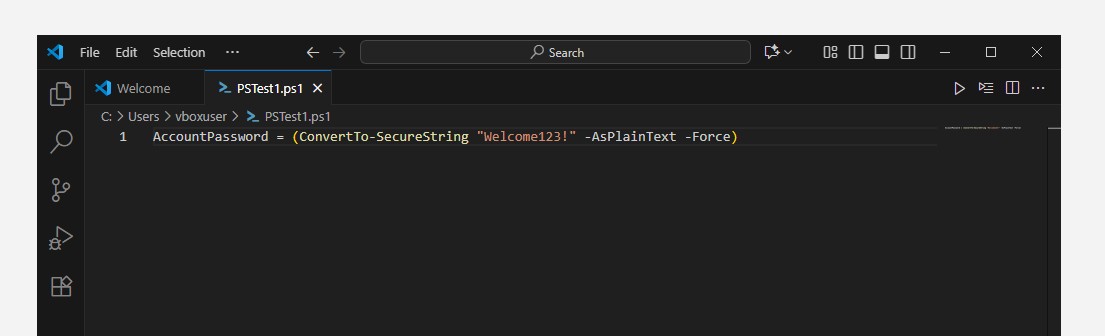 File Edit Selection ··· Search
Welcome PSTest1.ps1
C: > Users > vboxuser > PSTest1.ps1
1 AccountPassword = (ConvertTo-SecureString "Welcome123!" -AsPlainText -Force)